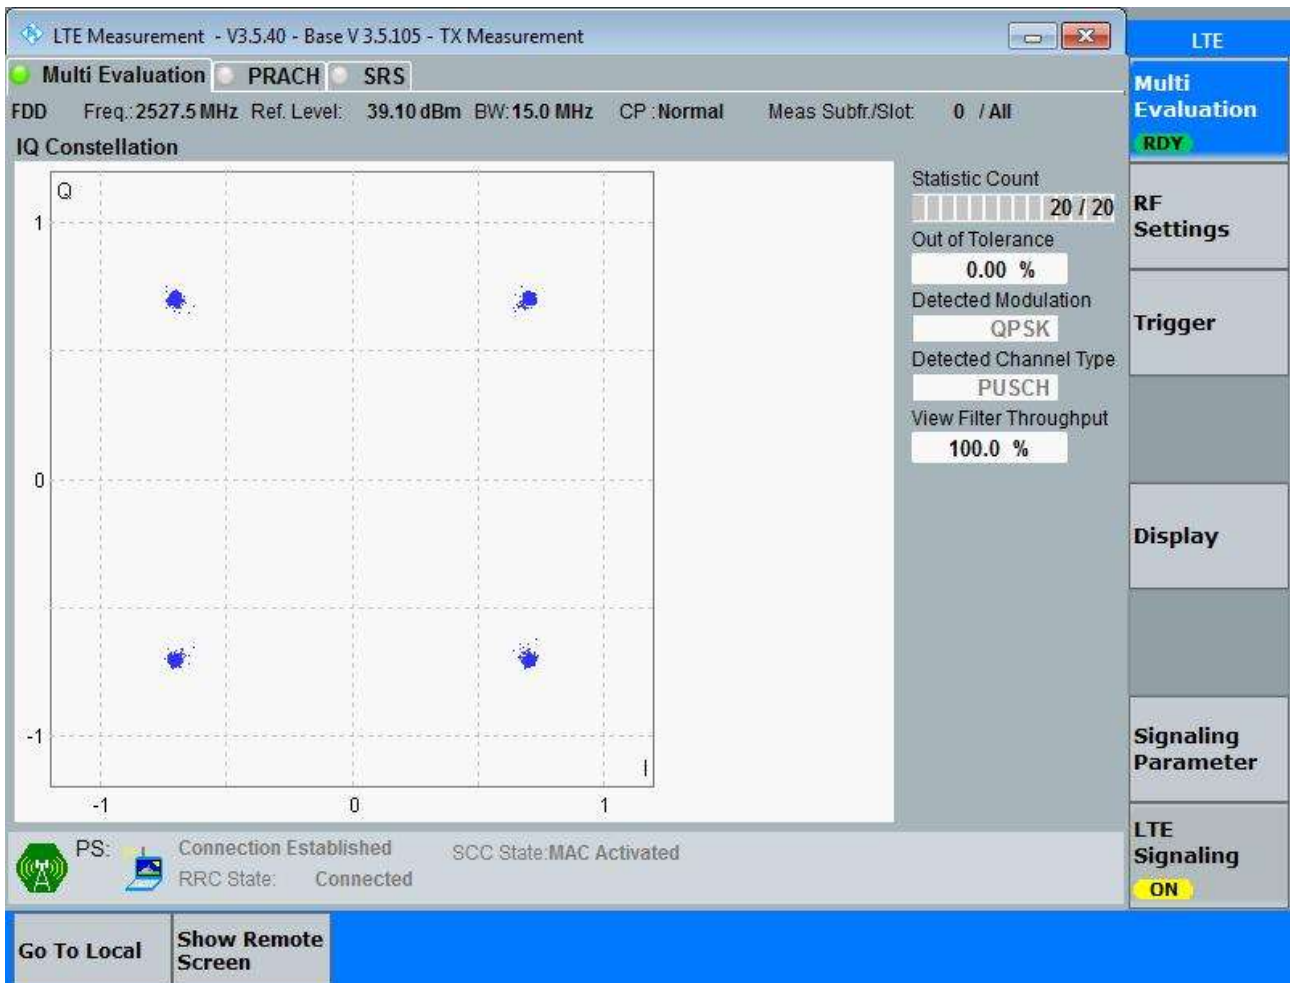 LTE Measurement - V3.5.40 - Base V 3.5.105 - TX Measurement
LTE
Multi Evaluation PRACH SRS
Multi
Evaluation
RDY
FDD Freq.:2527.5 MHz Ref. Level: 39.10 dBm BW:15.0 MHz CP :Normal Meas Subfr./Slot: 0 / All
IQ Constellation
Q
1
0
-1
I
-1 0 1
Statistic Count
20 / 20
Out of Tolerance
0.00 %
Detected Modulation
QPSK
Detected Channel Type
PUSCH
View Filter Throughput
100.0 %
RF
Settings
Trigger
Display
Signaling
Parameter
LTE
Signaling
ON
PS: Connection Established SCC State:MAC Activated
RRC State: Connected
Go To Local
Show Remote
Screen